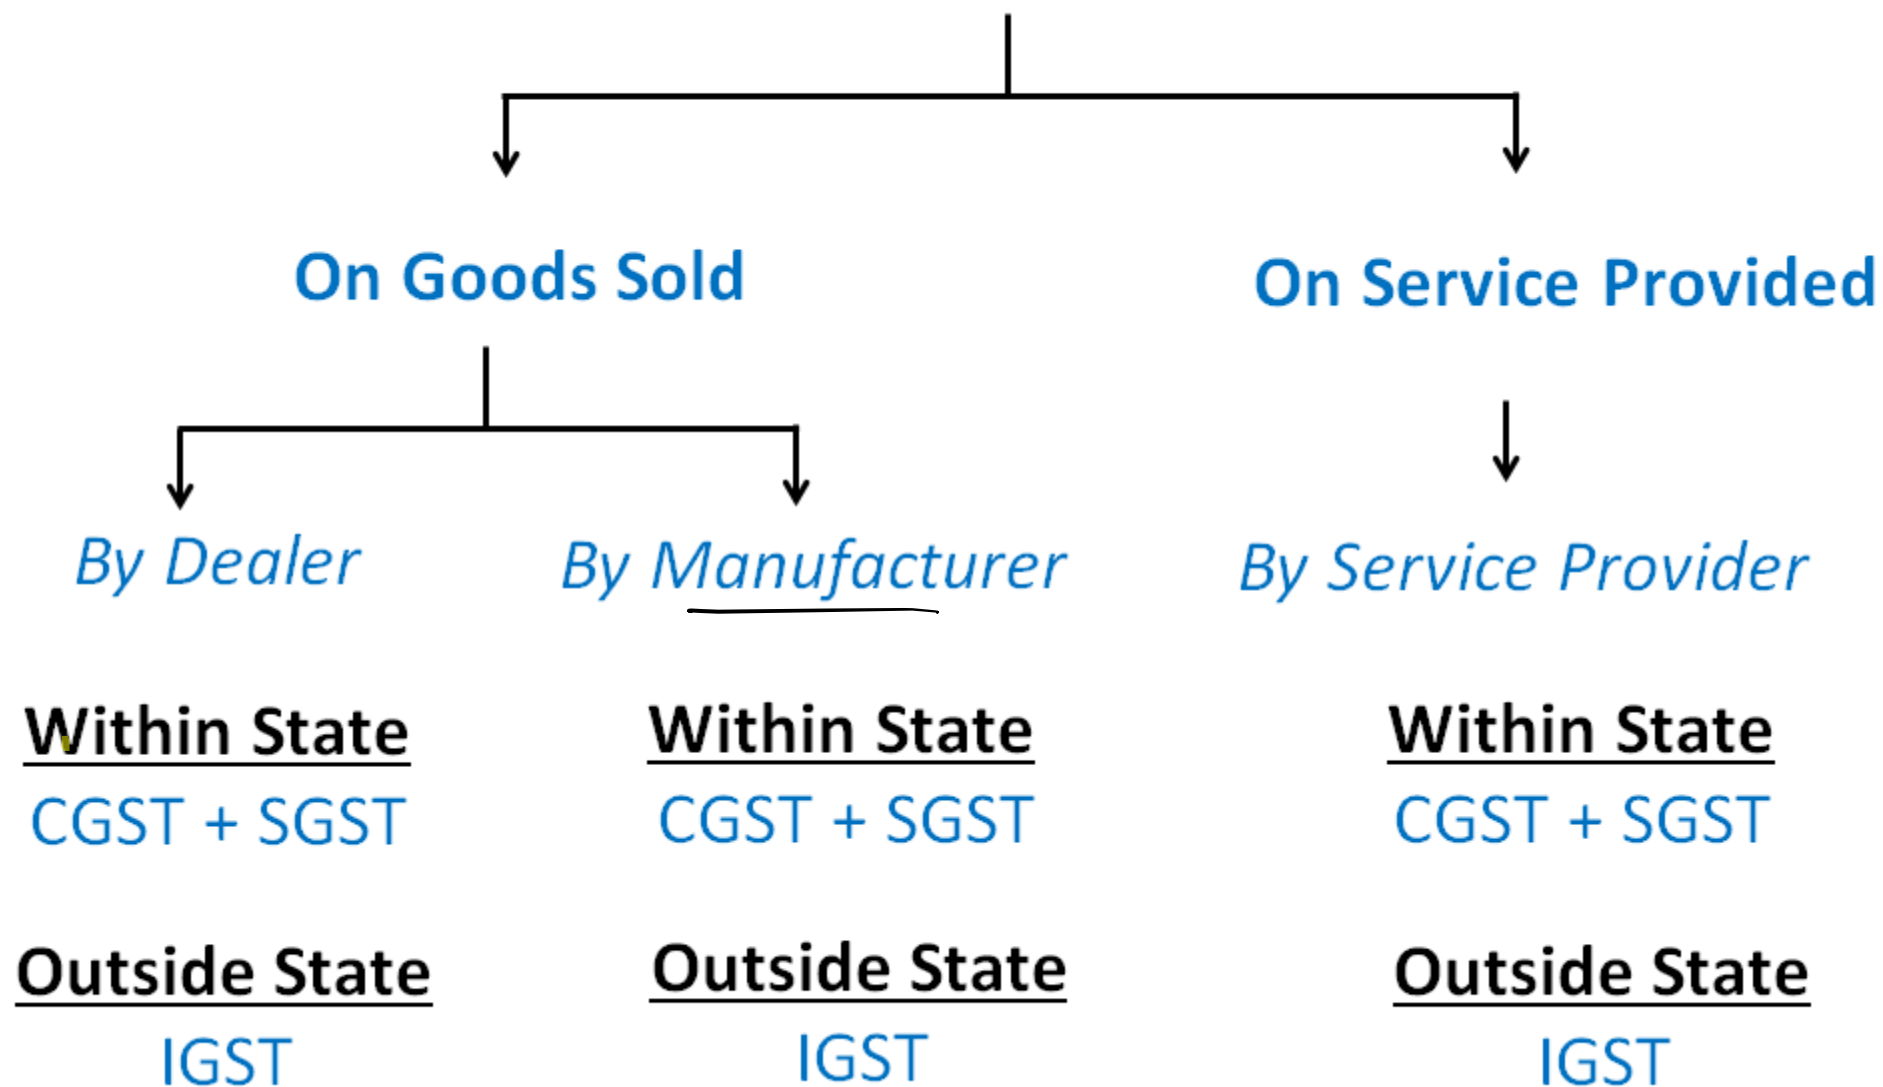 On Goods Sold
On Service Provided
By Dealer
By Manufacturer
By Service Provider
Within State
CGST + SGST
Outside State
IGST
Within State
CGST + SGST
Outside State
IGST
Within State
CGST + SGST
Outside State
IGST